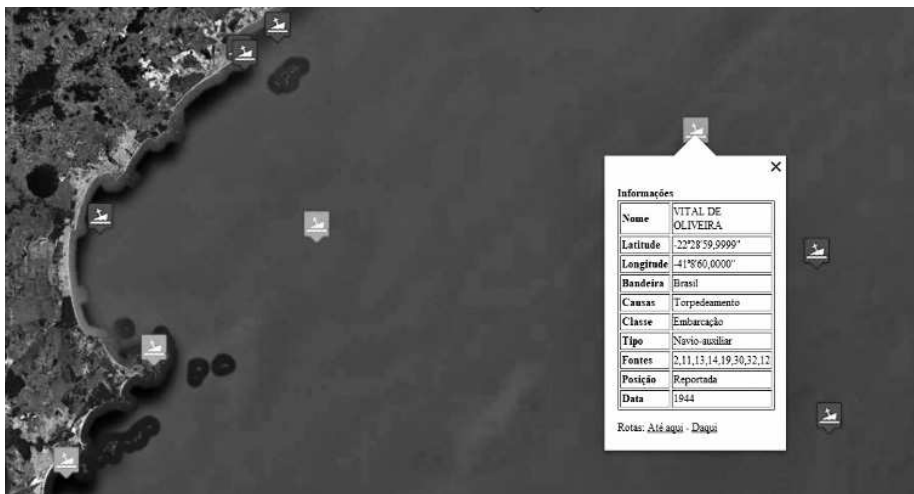 Informações
Nome VITAL DE
OLIVEIRA
Latitude -22°28'59,9999"
Longitude -41°8'60,0000"
Bandeira Brasil
Causas Torpedeamento
Classe Embarcação
Tipo Navio-auxiliar
Fontes 2,11,13,14,19,30,32,12
Posição Reportada
Data 1944
Rotas: Até aqui - Daqui